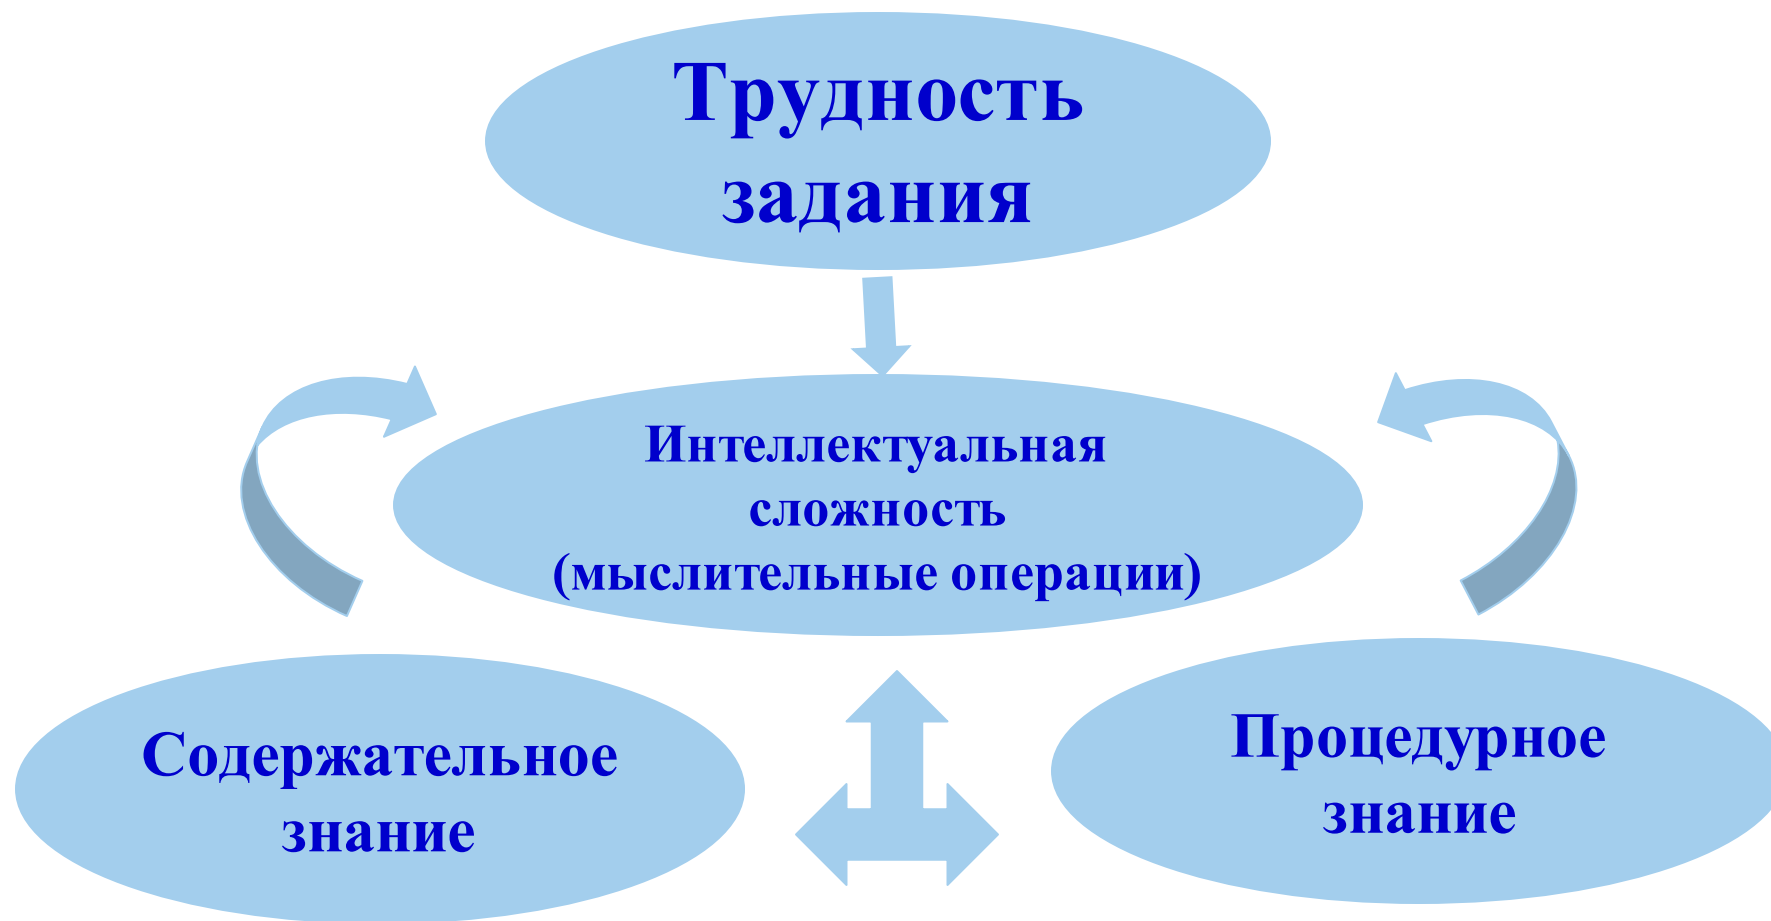 Трудность
задания
Интеллектуальная
сложность
(мыслительные операции)
Содержательное
знание
Процедурное
знание